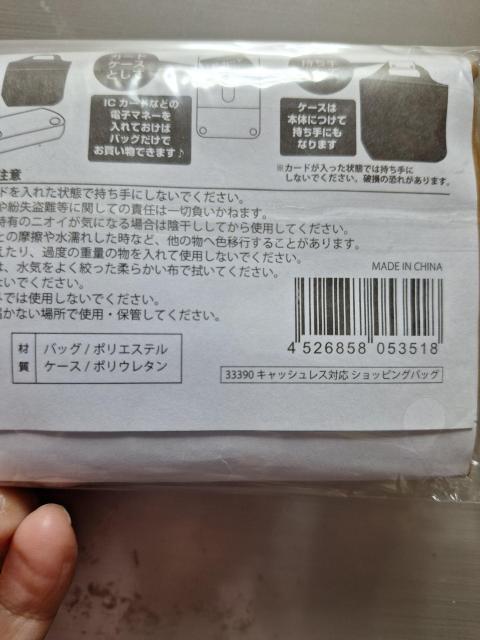 カード
ケース
として
ICカードなどの
電子マネーを
入れておけば
バッグだけで
お買い物できます♪
持ち手
ケースは
本体につけて
持ち手にも
なります
※カードが入った状態では持ち手に
しないでください。破損の恐れがあります。
注意
ドを入れた状態で持ち手にしないでください。
や紛失盗難等に関しての責任は一切負いかねます。
特有のニオイが気になる場合は陰干ししてから使用してください。
との摩擦や水濡れした時など、他の物へ色移行することがあります。
えたり、過度の重量の物を入れて使用しないでください。
は、水気をよく絞った柔らかい布で拭いてください。
ないでください。
外では使用しないでください。
届かない場所で使用・保管してください。
MADE IN CHINA
4 526858 053518
材質
バッグ / ポリエステル
ケース / ポリウレタン
33390 キャッシュレス対応 ショッピングバッグ